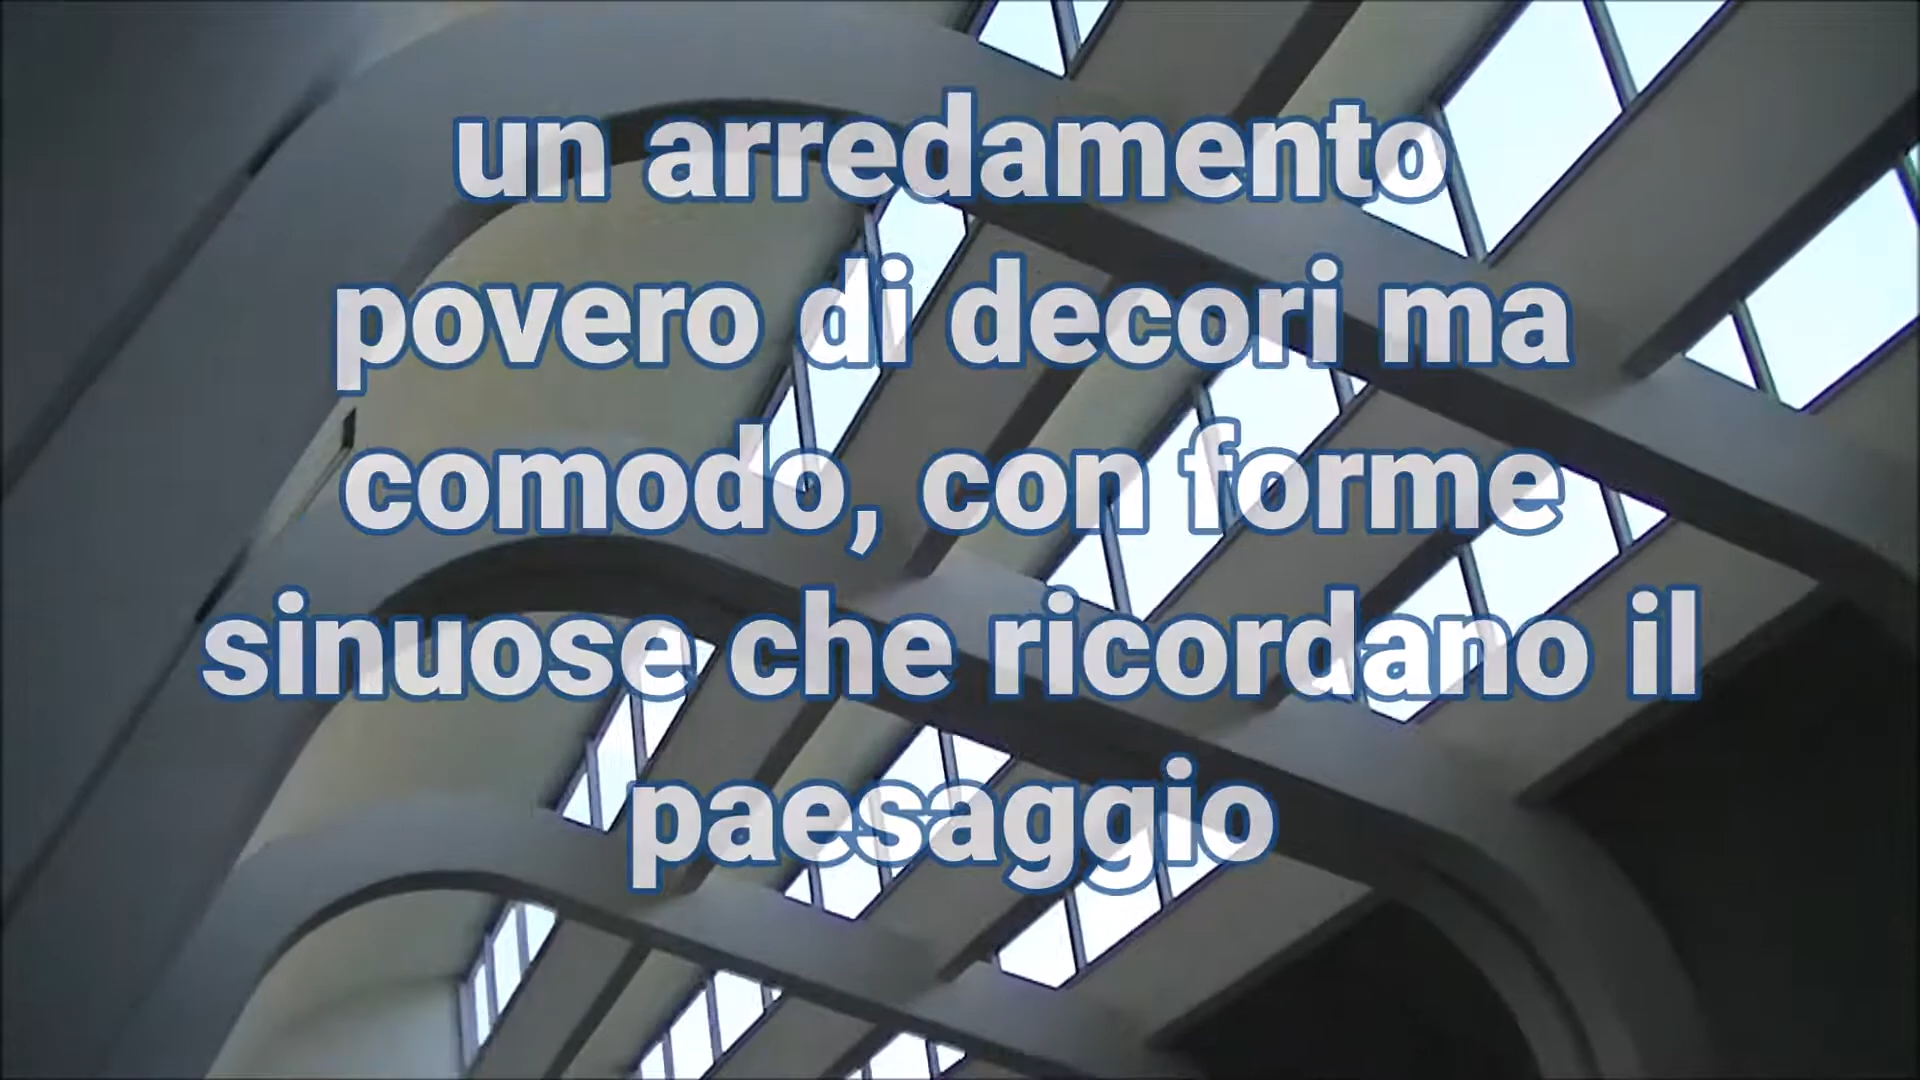 un arredamento
povero di decori ma
comodo, con forme
sinuose che ricordano il
paesaggio